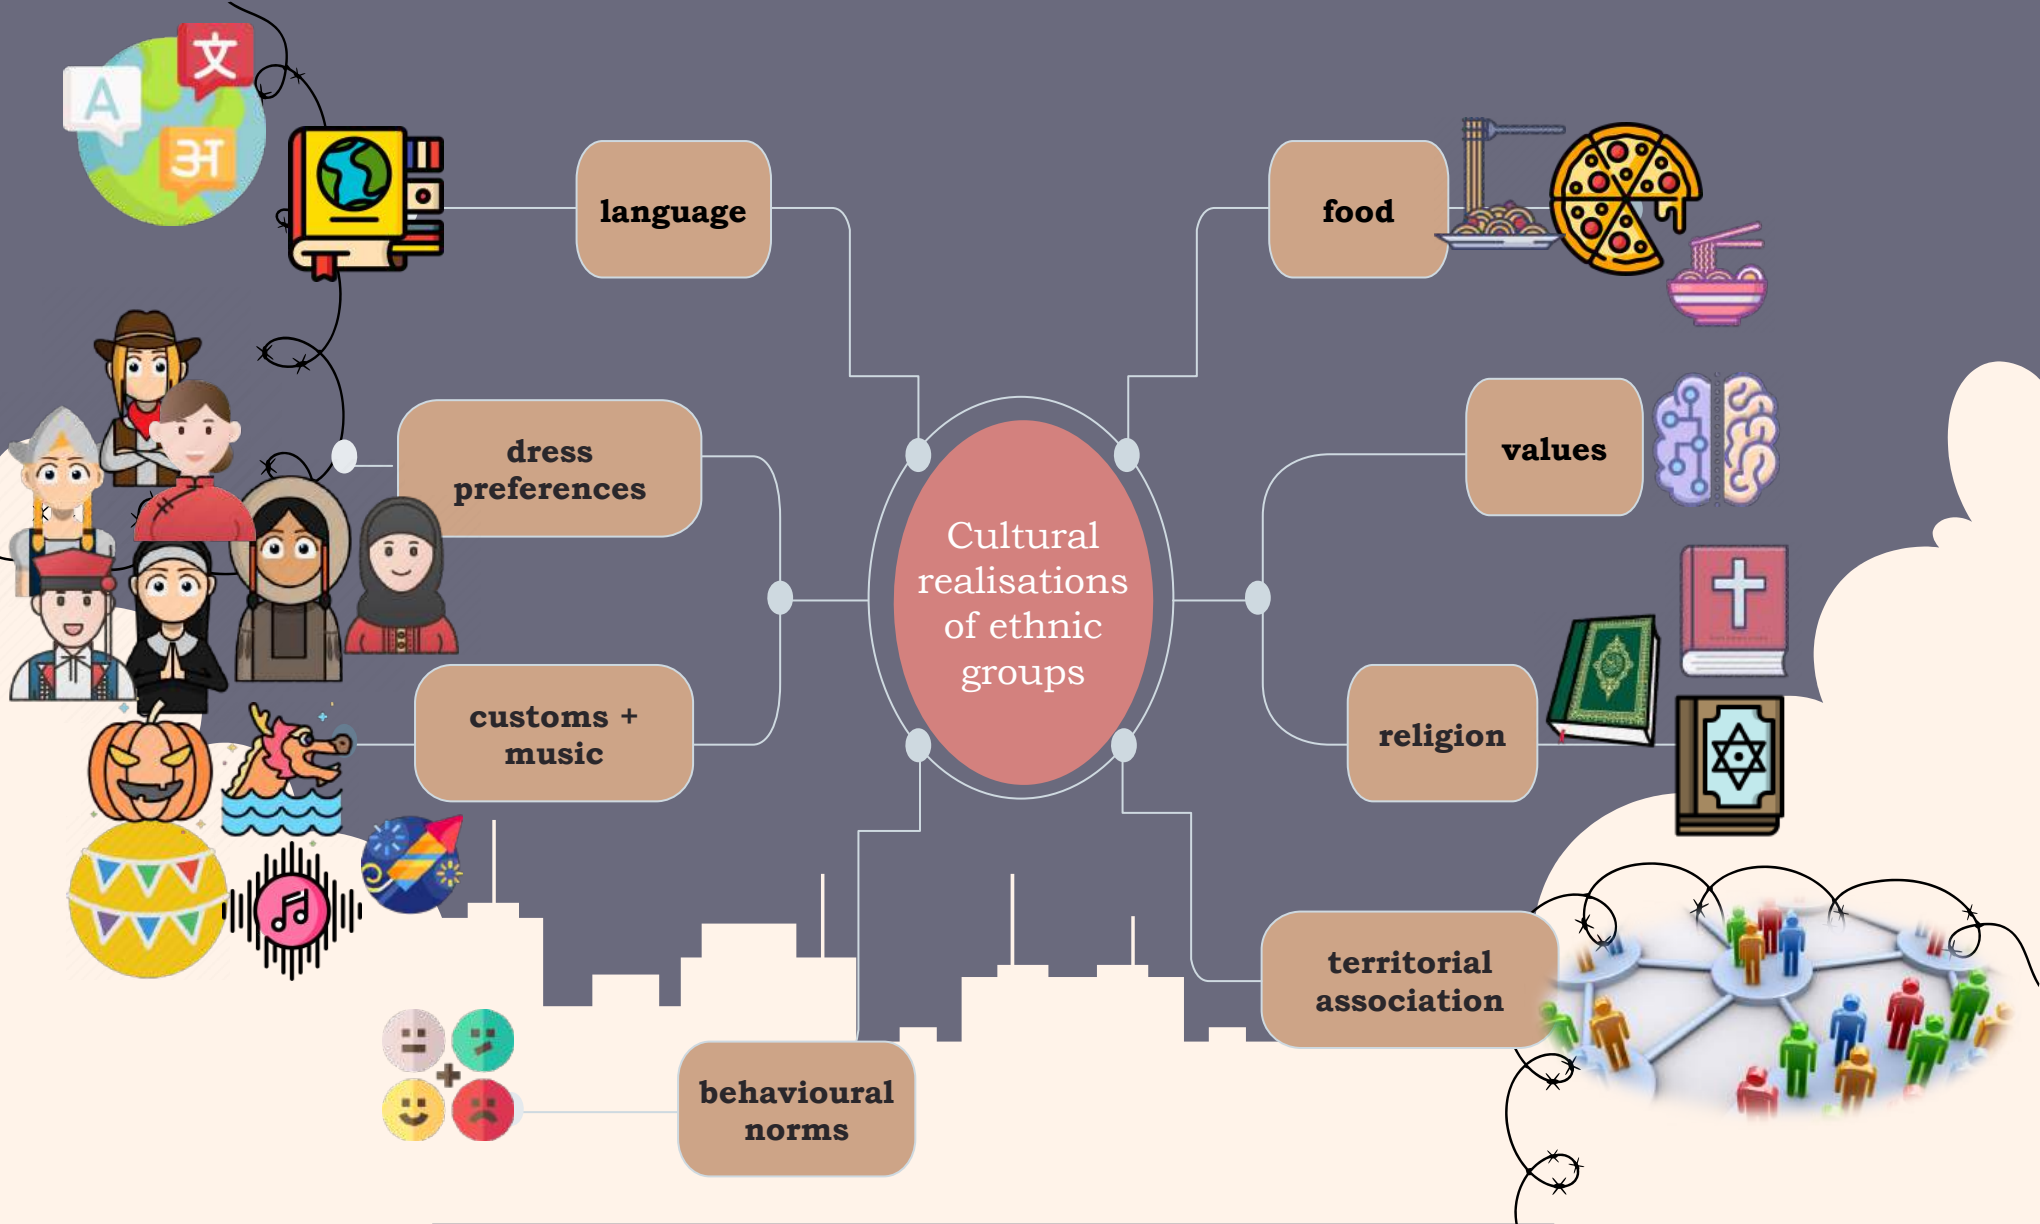 文
A
अ
language
food
dress
preferences
values
Cultural
realisations
of ethnic
groups
customs +
music
religion
territorial
association
behavioural
norms